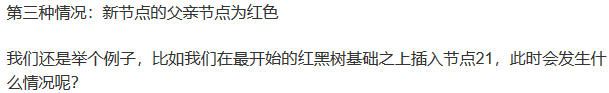 第三种情况：新节点的父亲节点为红色
我们还是举个例子，比如我们在最开始的红黑树基础之上插入节点21，此时会发生什
么情况呢？